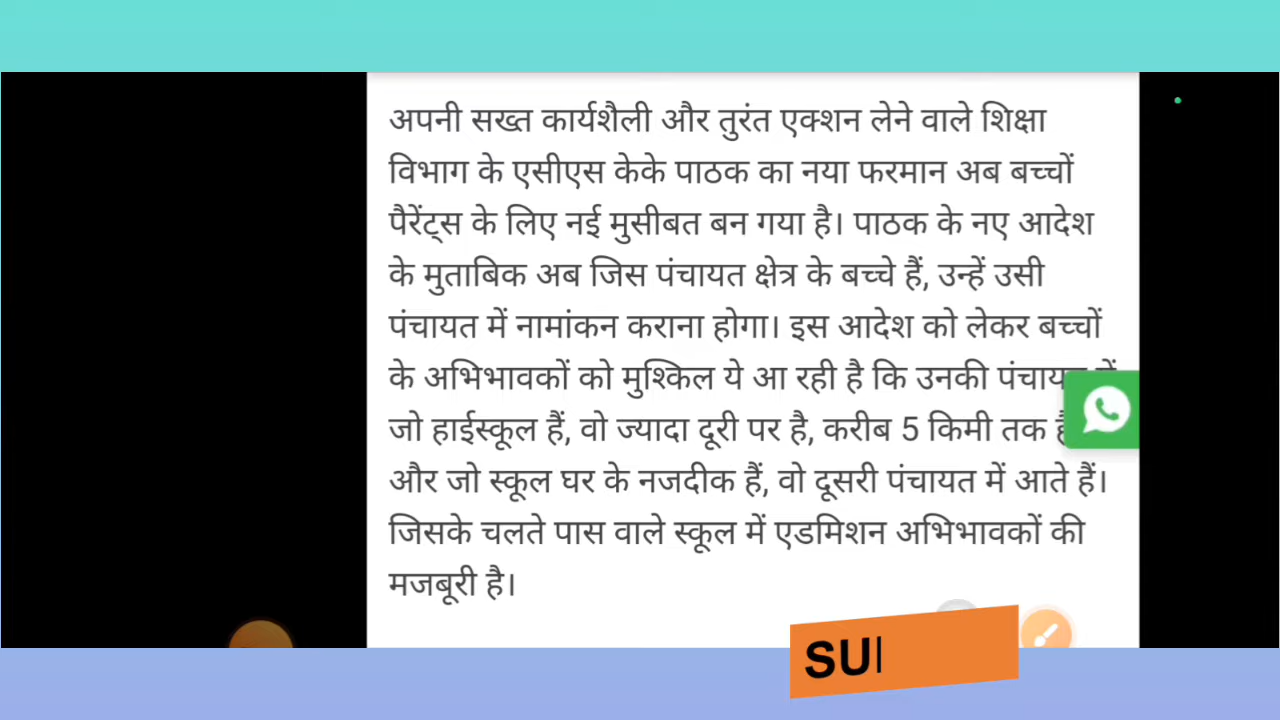 अपनी सख्त कार्यशैली और तुरंत एक्शन लेने वाले शिक्षा
विभाग के एसीएस केके पाठक का नया फरमान अब बच्चों
पैरेंट्स के लिए नई मुसीबत बन गया है। पाठक के नए आदेश
के मुताबिक अब जिस पंचायत क्षेत्र के बच्चे हैं, उन्हें उसी
पंचायत में नामांकन कराना होगा। इस आदेश को लेकर बच्चों
के अभिभावकों को मुश्किल ये आ रही है कि उनकी
जो हाईस्कूल हैं, वो ज्यादा दूरी पर है, करीब 5 किमी तक
और जो स्कूल घर के नजदीक हैं, वो दूसरी पंचायत में आते हैं।
जिसके चलते पास वाले स्कूल में एडमिशन अभिभावकों की
मजबूरी है।
SU